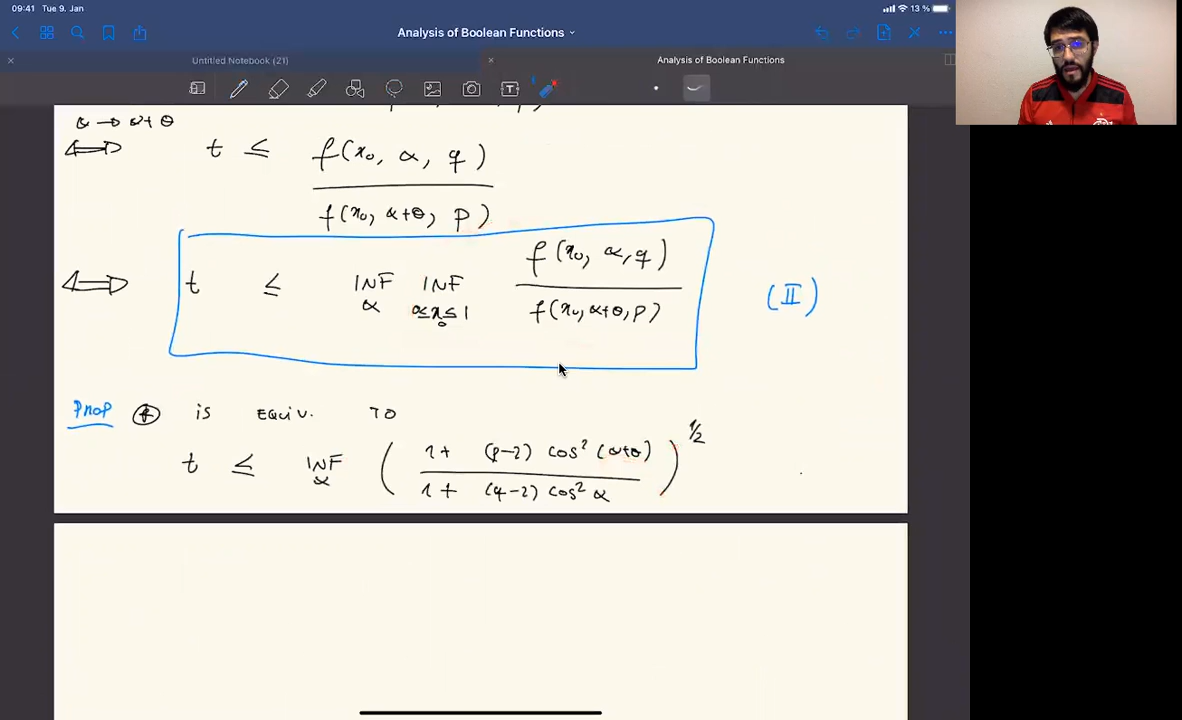 09:41 Tue 9. Jan
13 %
Analysis of Boolean Functions
Untitled Notebook (21)
Analysis of Boolean Functions
α → α+θ
⟺ t ≤ f(x₀, α, q) / f(x₀, α+θ, p)
⟺ t ≤ INF α INF 0≤x₀≤1 f(x₀, α, q) / f(x₀, α+θ, p) (II)
Prop is EQUIV. TO
t ≤ INF α ( 1 + (p-2) cos² (α+θ) / 1 + (q-2) cos² α )^1/2